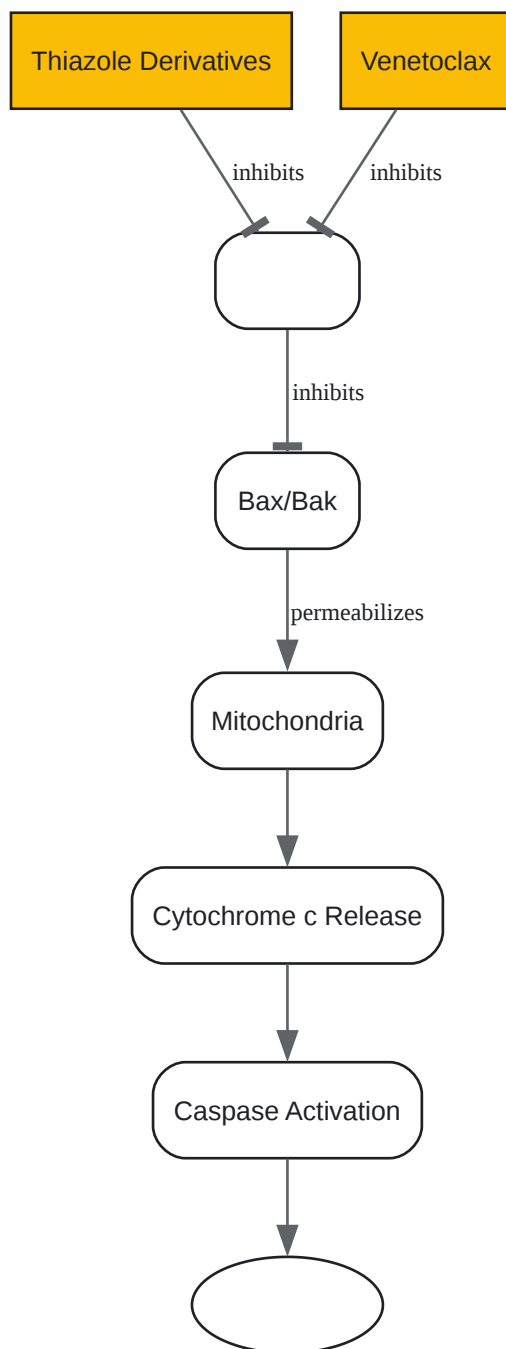 Thiazole Derivatives
Venetoclax
inhibits
inhibits
inhibits
Bax/Bak
permeabilizes
Mitochondria
Cytochrome c Release
Caspase Activation